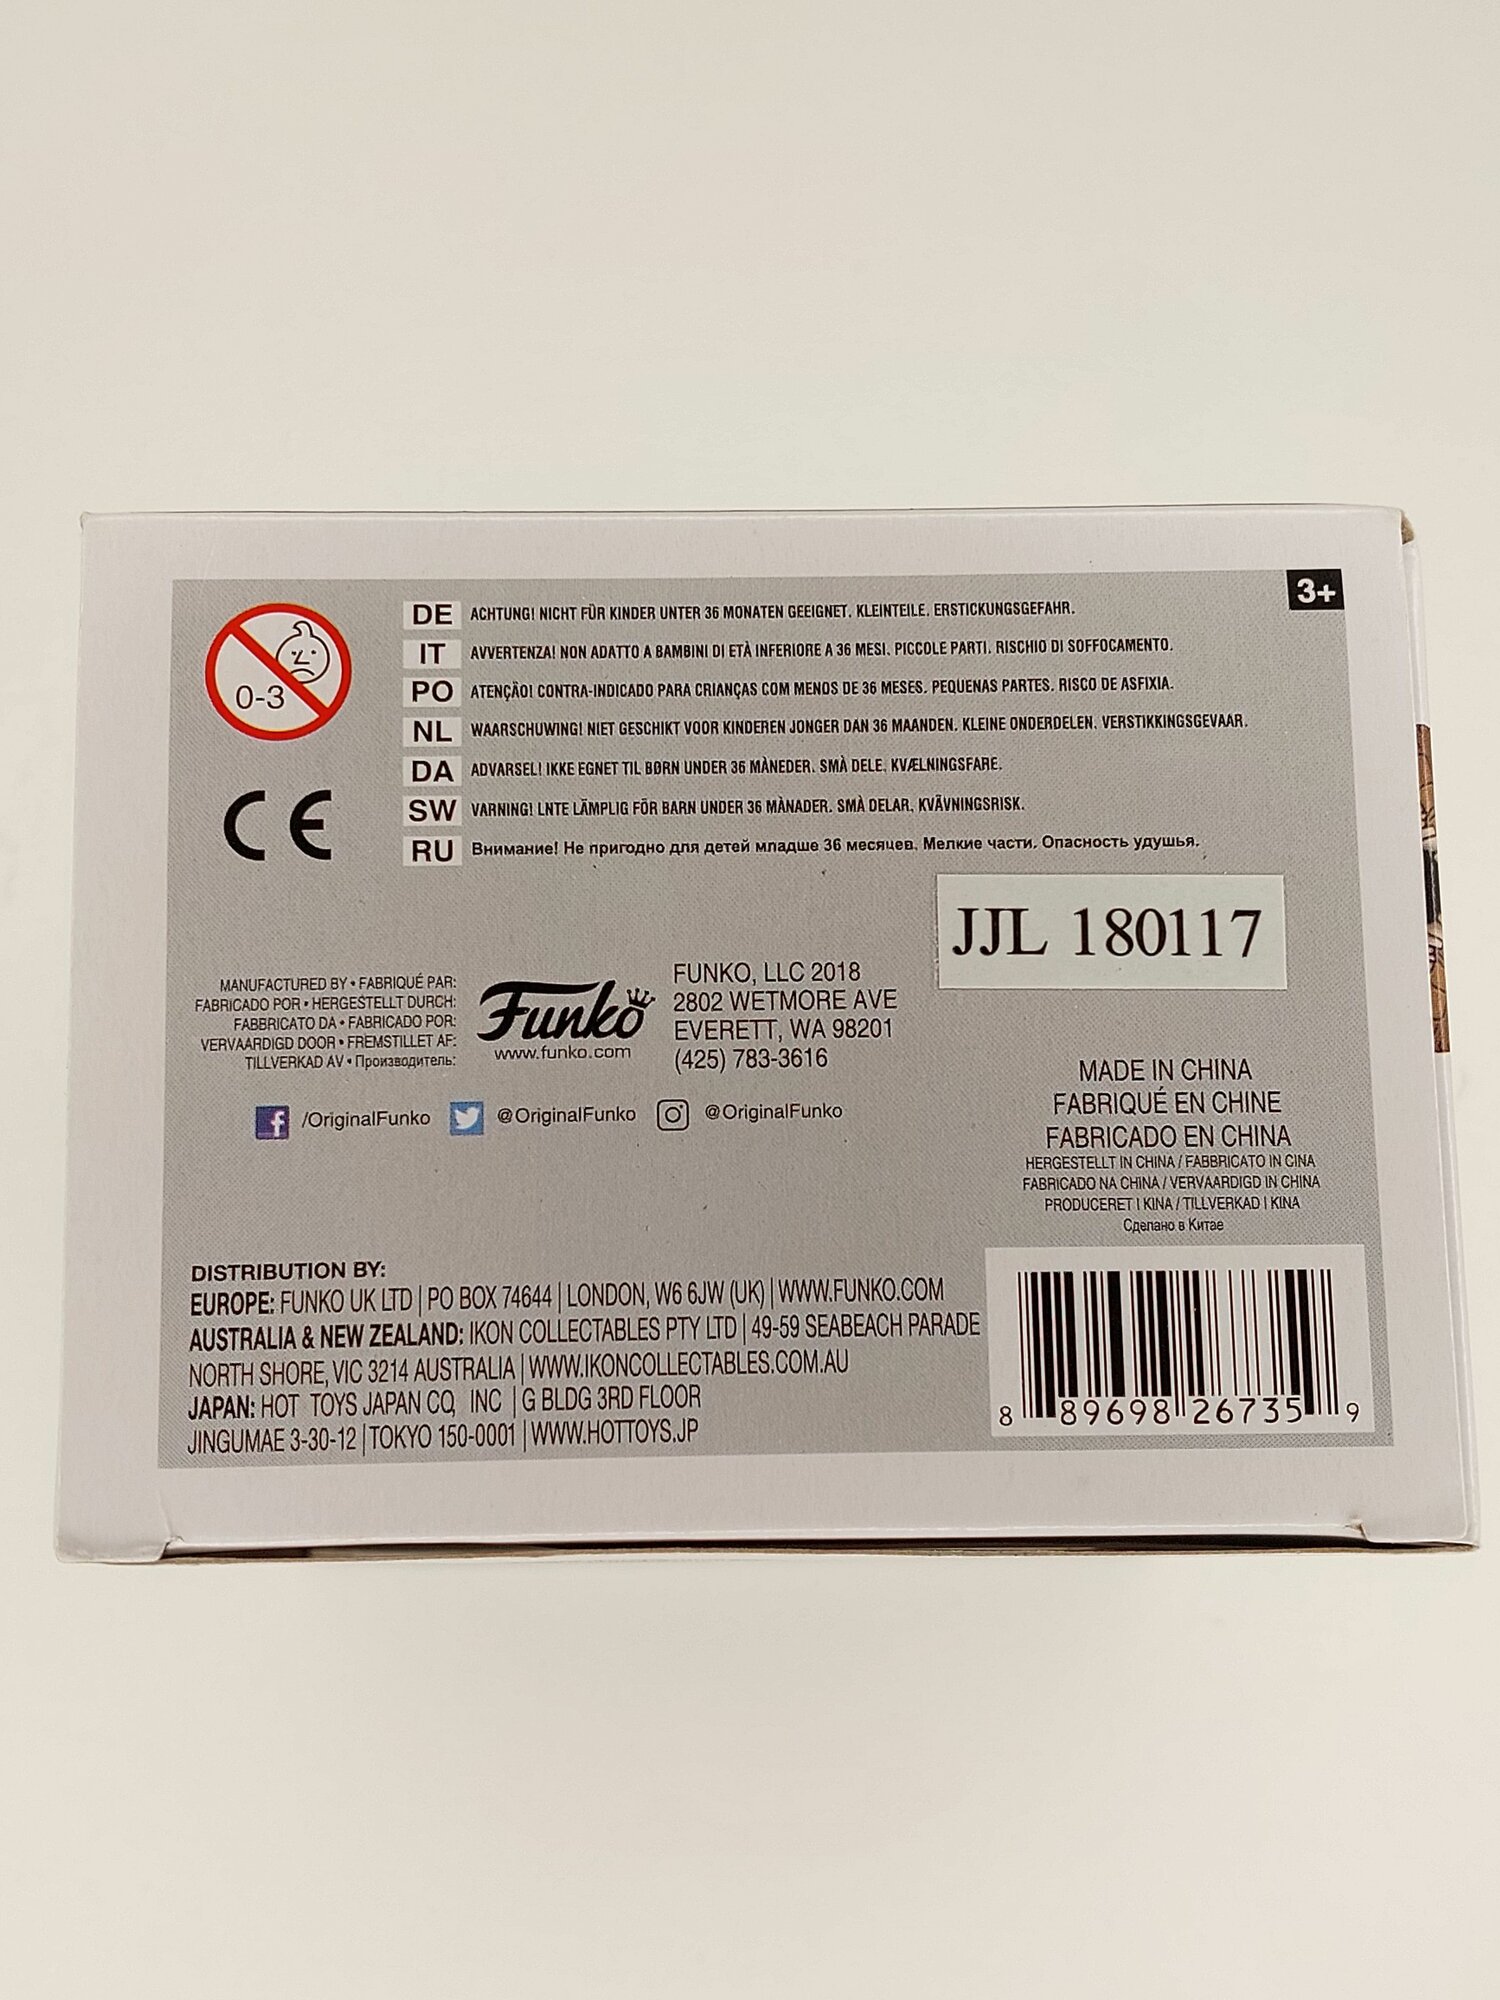 3+
0-3
DE ACHTUNG! NICHT FÜR KINDER UNTER 36 MONATEN GEEIGNET. KLEINTEILE. ERSTICKUNGSGEFAHR.
IT AVVERTENZA! NON ADATTO A BAMBINI DI ETÀ INFERIORE A 36 MESI. PICCOLE PARTI. RISCHIO DI SOFFOCAMENTO.
PO ATENÇÃO! CONTRA-INDICADO PARA CRIANÇAS COM MENOS DE 36 MESES. PEQUENAS PARTES. RISCO DE ASFIXIA.
NL WAARSCHUWING! NIET GESCHIKT VOOR KINDEREN JONGER DAN 36 MAANDEN. KLEINE ONDERDELEN. VERSTIKKINGSGEVAAR.
DA ADVARSEL! IKKE EGNET TIL BØRN UNDER 36 MÀNEDER. SMÀ DELE. KVÆLNINGSFARE.
SW VARNING! LNTE LÄMPLIG FÖR BARN UNDER 36 MÀNADER. SMÀ DELAR. KVÄVNINGSRISK.
RU Внимание! Не пригодно для детей младше 36 месяцев. Мелкие части. Опасность удушья.
CE
JJL 180117
MANUFACTURED BY • FABRIQUÉ PAR:
FABRICADO POR • HERGESTELLT DURCH:
FABBRICATO DA • FABRICADO POR:
VERVAARDIGD DOOR • FREMSTILLET AF:
TILLVERKAD AV • Производитель:
Funko
www.funko.com
FUNKO, LLC 2018
2802 WETMORE AVE
EVERETT, WA 98201
(425) 783-3616
/OriginalFunko @OriginalFunko @OriginalFunko
MADE IN CHINA
FABRIQUÉ EN CHINE
FABRICADO EN CHINA
HERGESTELLT IN CHINA / FABBRICATO IN CINA
FABRICADO NA CHINA / VERVAARDIGD IN CHINA
PRODUCERET I KINA / TILLVERKAD I KINA
Сделано в Китае
DISTRIBUTION BY:
EUROPE: FUNKO UK LTD | PO BOX 74644 | LONDON, W6 6JW (UK) | WWW.FUNKO.COM
AUSTRALIA & NEW ZEALAND: IKON COLLECTABLES PTY LTD | 49-59 SEABEACH PARADE
NORTH SHORE, VIC 3214 AUSTRALIA | WWW.IKONCOLLECTABLES.COM.AU
JAPAN: HOT TOYS JAPAN CO, INC | G BLDG 3RD FLOOR
JINGUMAE 3-30-12 | TOKYO 150-0001 | WWW.HOTTOYS.JP
8 89698 26735 9